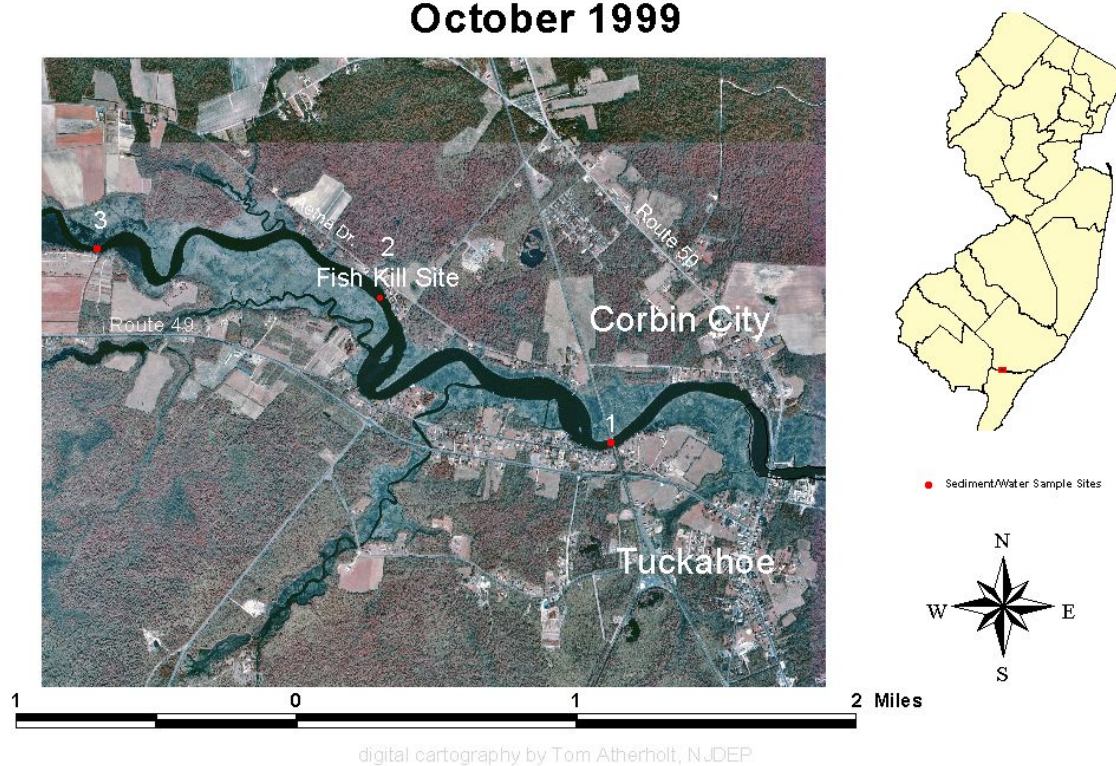 October 1999
3
2
Fish Kill Site
Route 50
Corbin City
Route 49
1
Tuckahoe
Sediment/Water Sample Sites
N
W E
S
1 0 1 2 Miles
digital cartography by Tom Atherholt, NJDEP